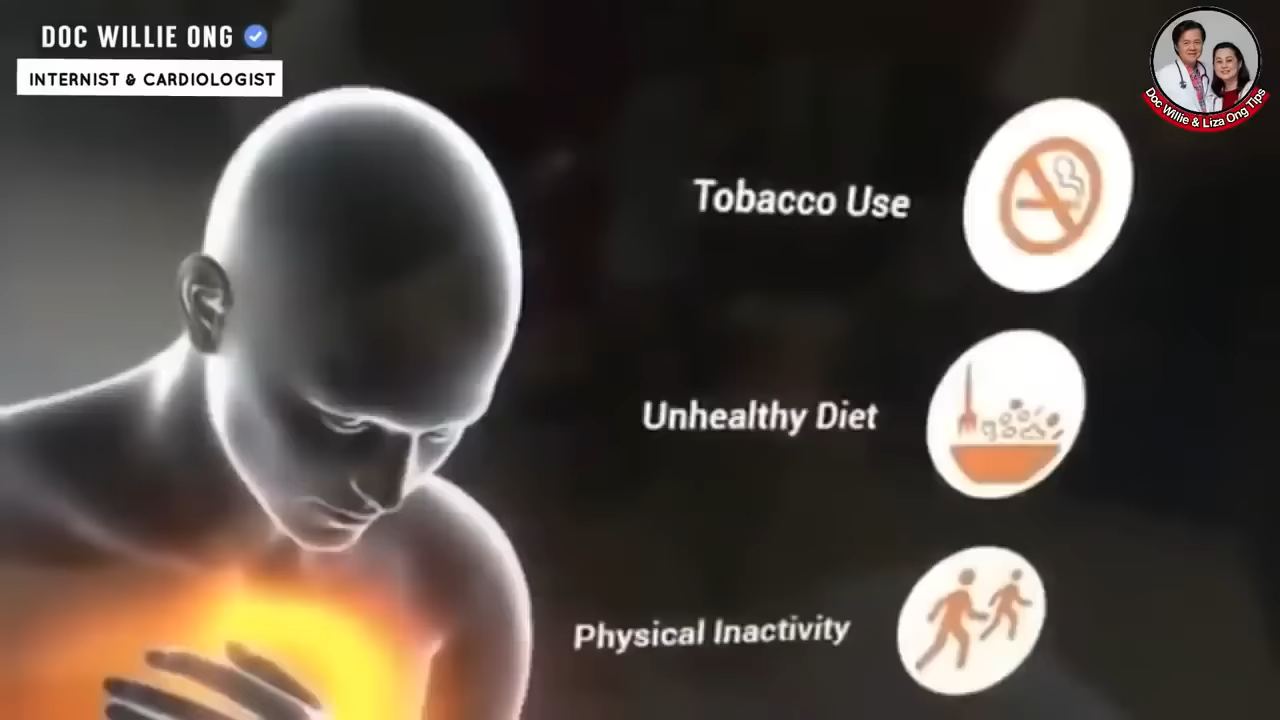 DOC WILLIE ONG
INTERNIST & CARDIOLOGIST
Doc Willie & Liza Ong Tips
Tobacco Use
Unhealthy Diet
Physical Inactivity